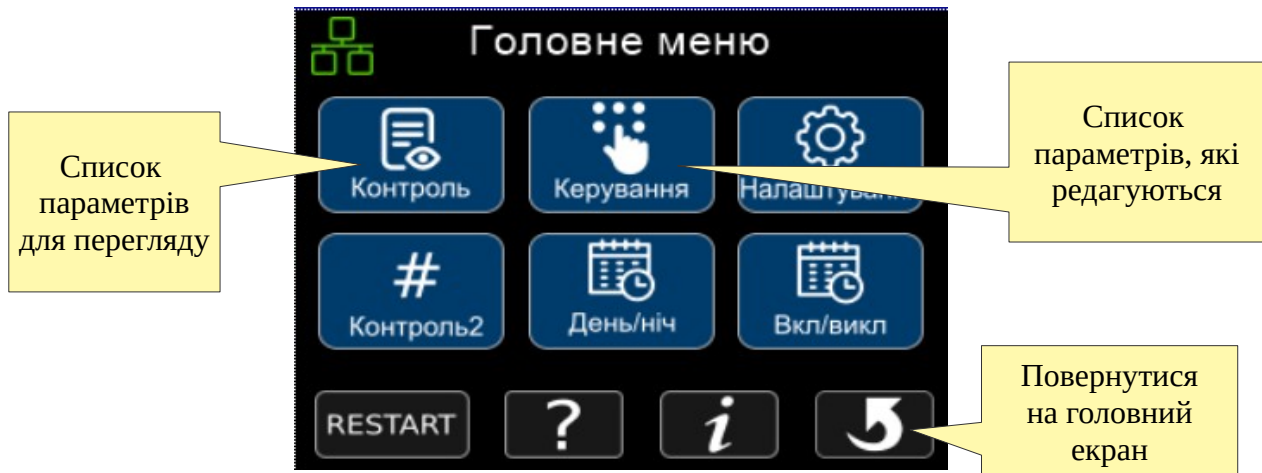 Головне меню
Список
параметрів
для перегляду
Контроль
Керування
Список
параметрів, які
редагуються
#
Контроль2
День/ніч
Вкл/викл
RESTART
?
i
Повернутися
на головний
екран